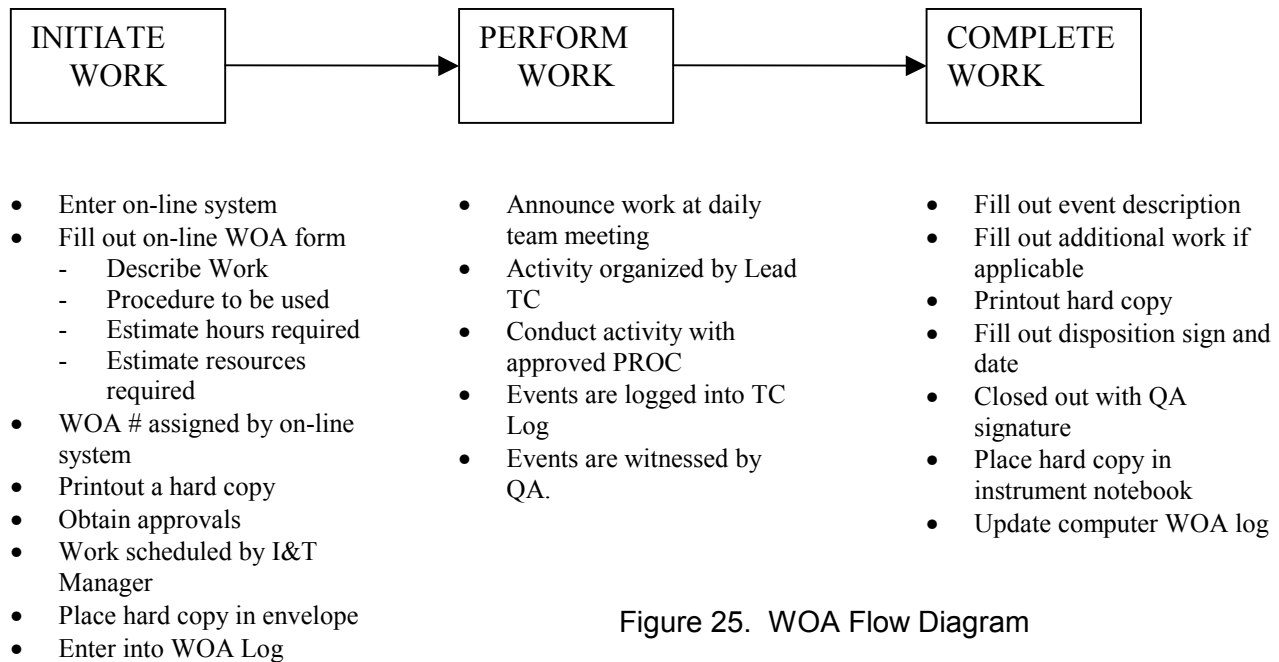 INITIATE
WORK
PERFORM
WORK
COMPLETE
WORK
• Enter on-line system
• Fill out on-line WOA form
- Describe Work
- Procedure to be used
- Estimate hours required
- Estimate resources
required
• WOA # assigned by on-line
system
• Printout a hard copy
• Obtain approvals
• Work scheduled by I&T
Manager
• Place hard copy in envelope
• Enter into WOA Log
• Announce work at daily
team meeting
• Activity organized by Lead
TC
• Conduct activity with
approved PROC
• Events are logged into TC
Log
• Events are witnessed by
QA.
• Fill out event description
• Fill out additional work if
applicable
• Printout hard copy
• Fill out disposition sign and
date
• Closed out with QA
signature
• Place hard copy in
instrument notebook
• Update computer WOA log
Figure 25. WOA Flow Diagram